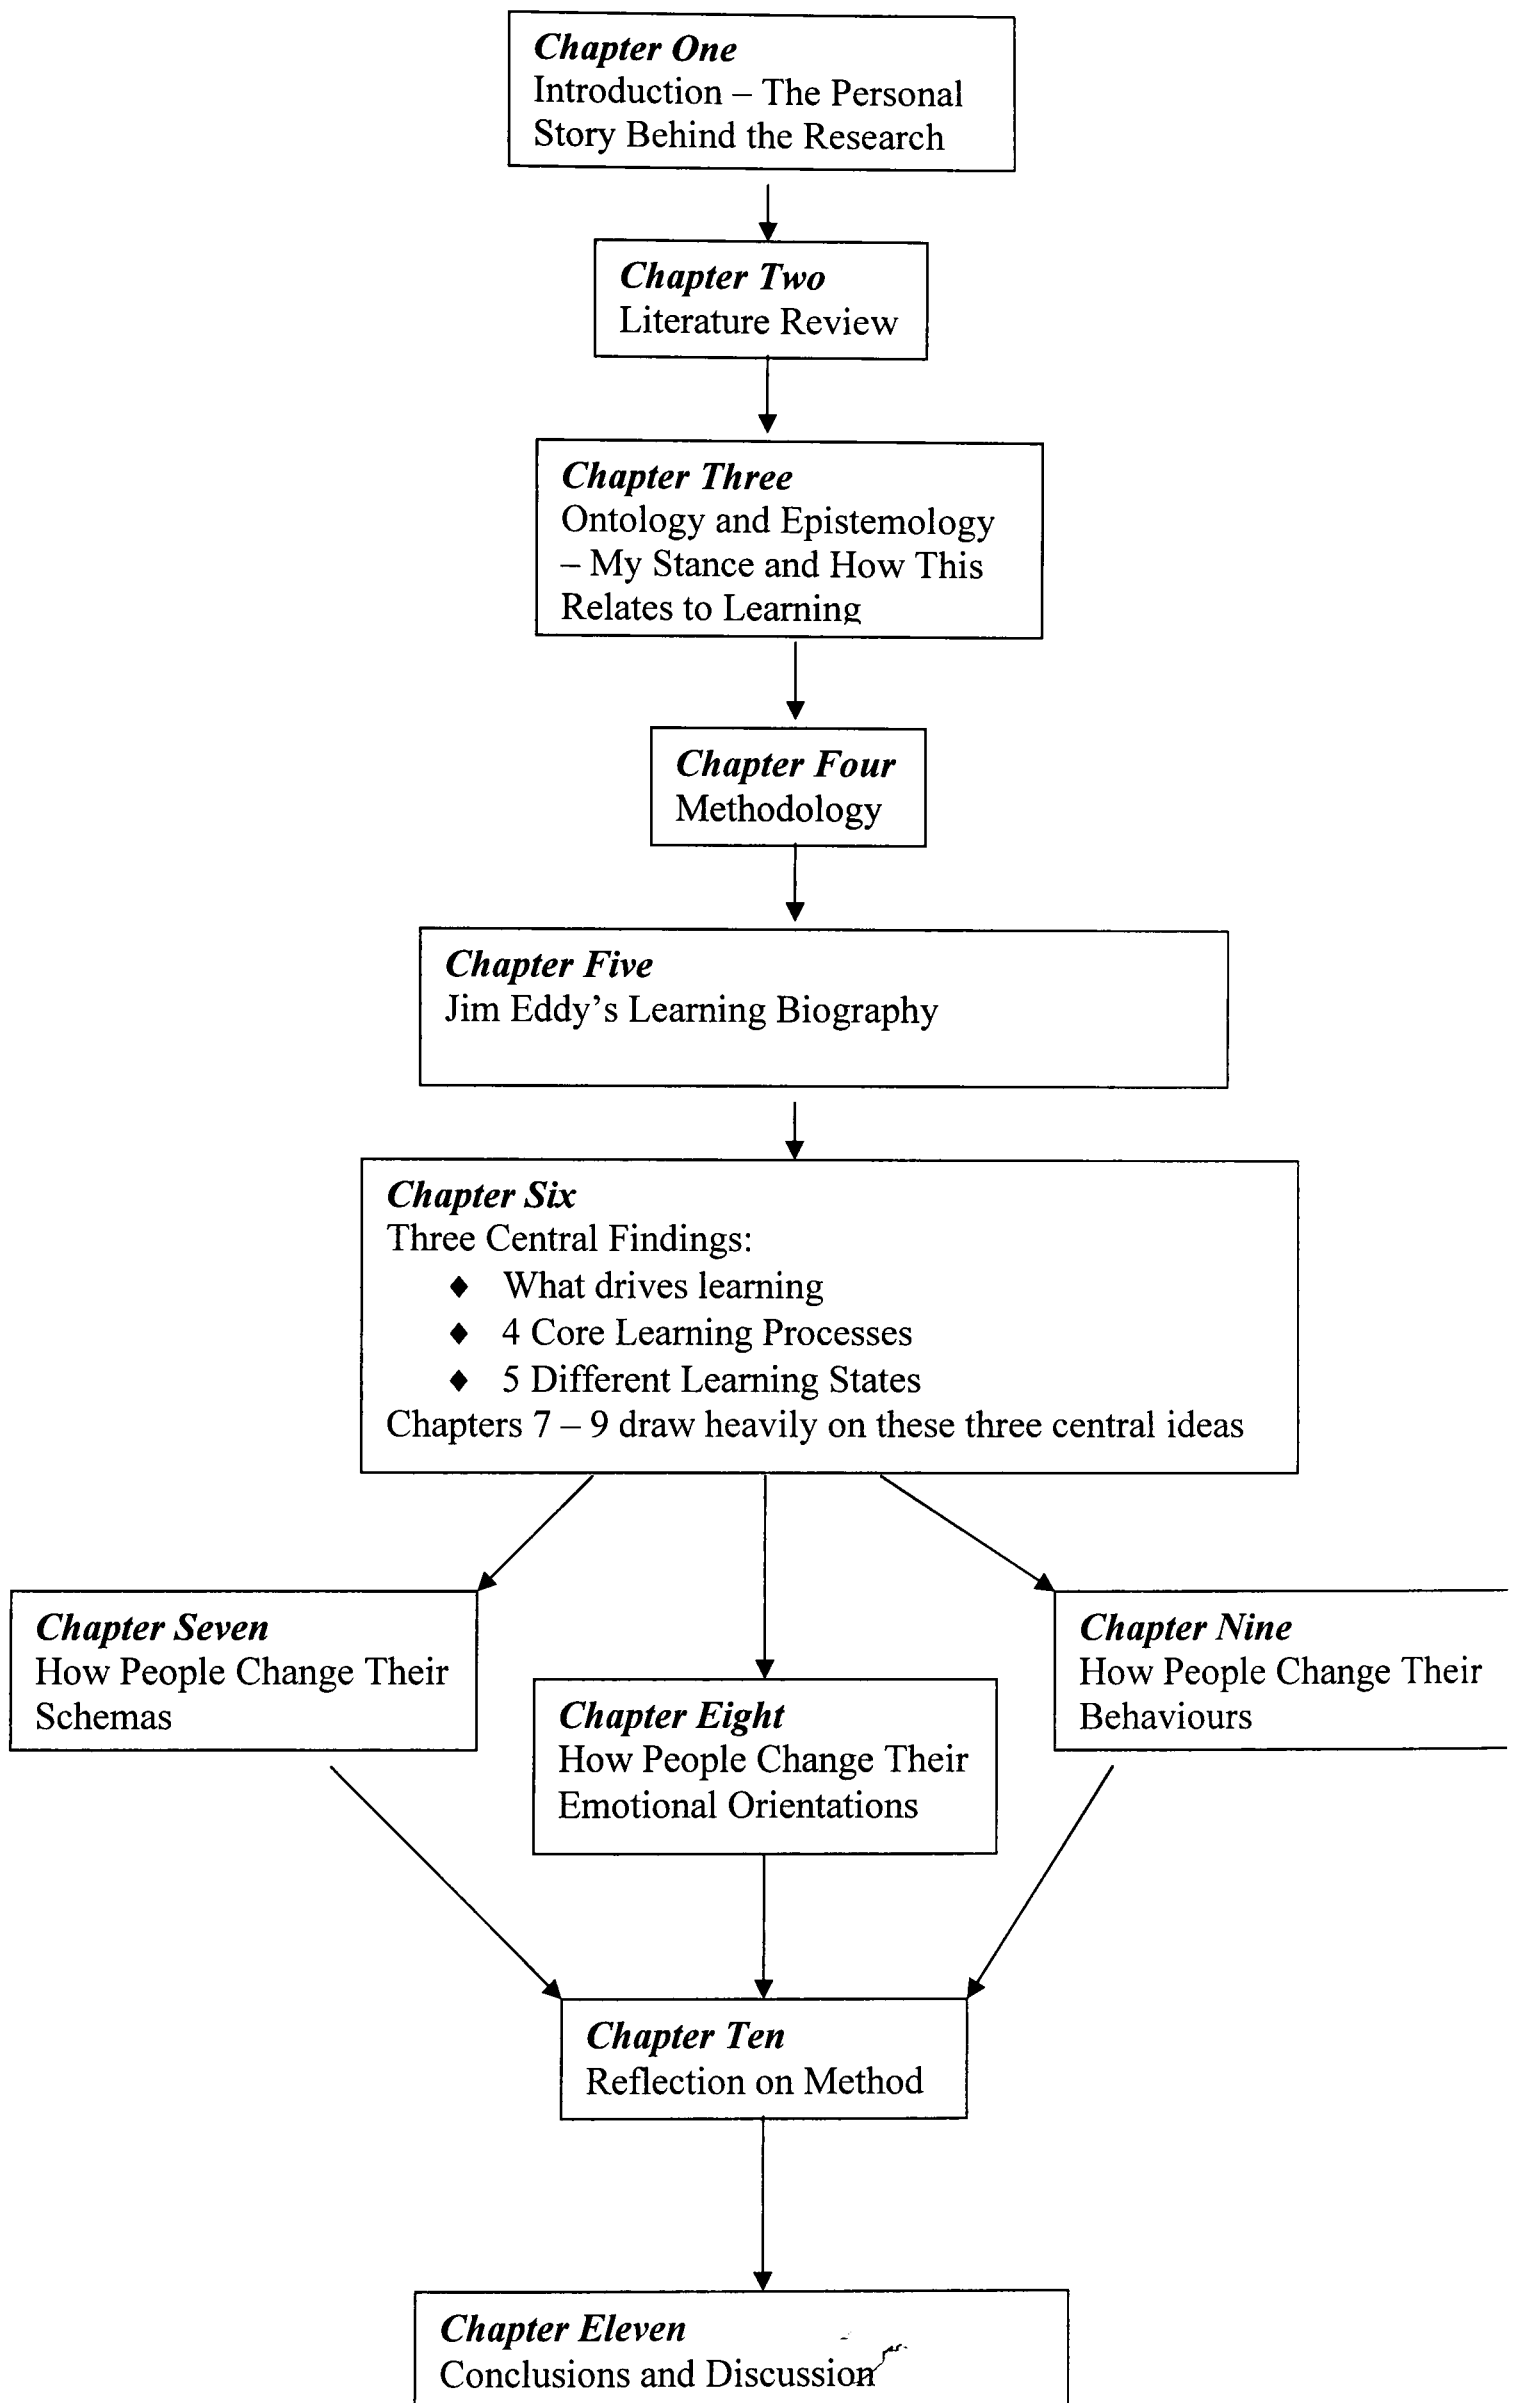 Chapter One
Introduction – The Personal
Story Behind the Research
Chapter Two
Literature Review
Chapter Three
Ontology and Epistemology
– My Stance and How This
Relates to Learning
Chapter Four
Methodology
Chapter Five
Jim Eddy’s Learning Biography
Chapter Six
Three Central Findings:
♦ What drives learning
♦ 4 Core Learning Processes
♦ 5 Different Learning States
Chapters 7 – 9 draw heavily on these three central ideas
Chapter Seven
How People Change Their
Schemas
Chapter Eight
How People Change Their
Emotional Orientations
Chapter Nine
How People Change Their
Behaviours
Chapter Ten
Reflection on Method
Chapter Eleven
Conclusions and Discussion